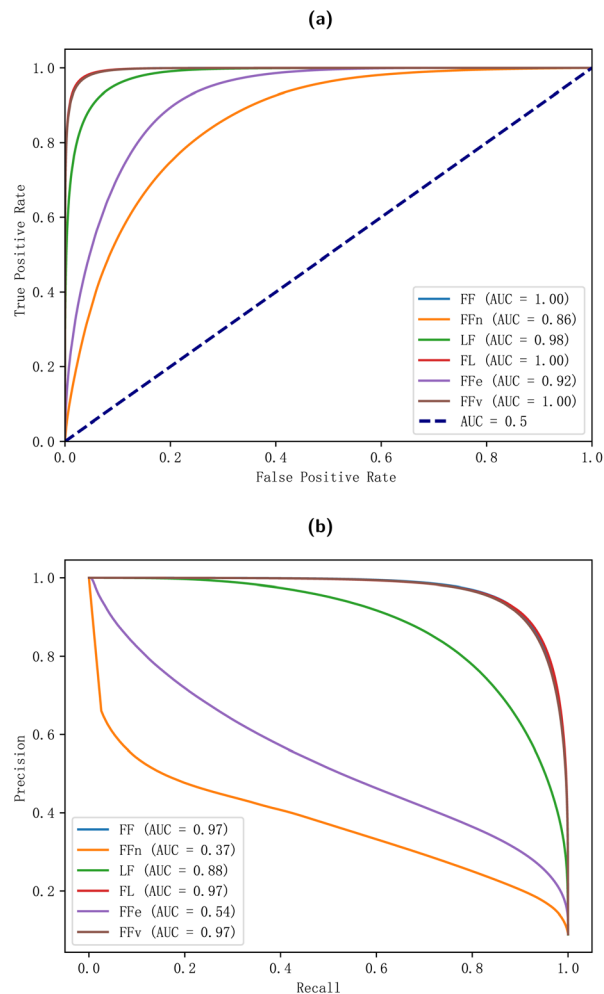 (a)
1.0
0.8
0.6
0.4
0.2
0.0
True Positive Rate
FF (AUC = 1.00)
FFn (AUC = 0.86)
LF (AUC = 0.98)
FL (AUC = 1.00)
FFe (AUC = 0.92)
FFv (AUC = 1.00)
AUC = 0.5
0.0 0.2 0.4 0.6 0.8 1.0
False Positive Rate
(b)
1.0
0.8
0.6
0.4
0.2
Precision
FF (AUC = 0.97)
FFn (AUC = 0.37)
LF (AUC = 0.88)
FL (AUC = 0.97)
FFe (AUC = 0.54)
FFv (AUC = 0.97)
0.0 0.2 0.4 0.6 0.8 1.0
Recall